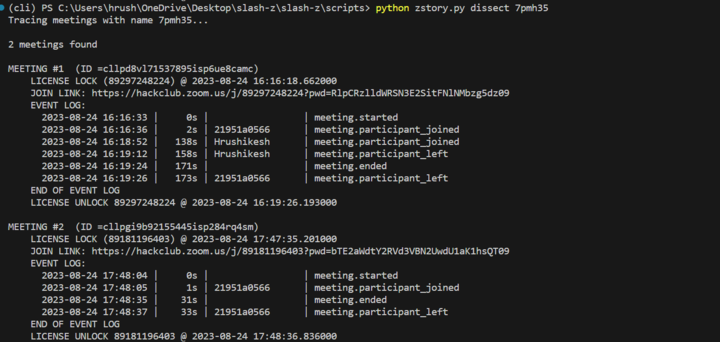 (cli) PS C:\Users\hrush\OneDrive\Desktop\slash-z\slash-z\scripts> python zstory.py dissect 7pmh35
Tracing meetings with name 7pmh35...
2 meetings found
MEETING #1  (ID =cllpd8vl71537895isp6ue8camc)
LICENSE LOCK (89297248224) @ 2023-08-24 16:16:18.662000
JOIN LINK: https://hackclub.zoom.us/j/89297248224?pwd=RlpCRzlldWRSN3E2SitFNlNMbzg5dz09
EVENT LOG:
2023-08-24 16:16:33 |     0s |              | meeting.started
2023-08-24 16:16:36 |     2s | 21951a0566   | meeting.participant_joined
2023-08-24 16:18:52 |   138s | Hrushikesh   | meeting.participant_joined
2023-08-24 16:19:12 |   158s | Hrushikesh   | meeting.participant_left
2023-08-24 16:19:24 |   171s |              | meeting.ended
2023-08-24 16:19:26 |   173s | 21951a0566   | meeting.participant_left
END OF EVENT LOG
LICENSE UNLOCK 89297248224 @ 2023-08-24 16:19:26.193000
MEETING #2  (ID =cllpgi9b92155445isp284rq4sm)
LICENSE LOCK (89181196403) @ 2023-08-24 17:47:35.201000
JOIN LINK: https://hackclub.zoom.us/j/89181196403?pwd=bTE2aWdtY2RVd3VBN2UwdU1aK1hsQT09
EVENT LOG:
2023-08-24 17:48:04 |     0s |              | meeting.started
2023-08-24 17:48:05 |     1s | 21951a0566   | meeting.participant_joined
2023-08-24 17:48:35 |    31s |              | meeting.ended
2023-08-24 17:48:37 |    33s | 21951a0566   | meeting.participant_left
END OF EVENT LOG
LICENSE UNLOCK 89181196403 @ 2023-08-24 17:48:36.836000